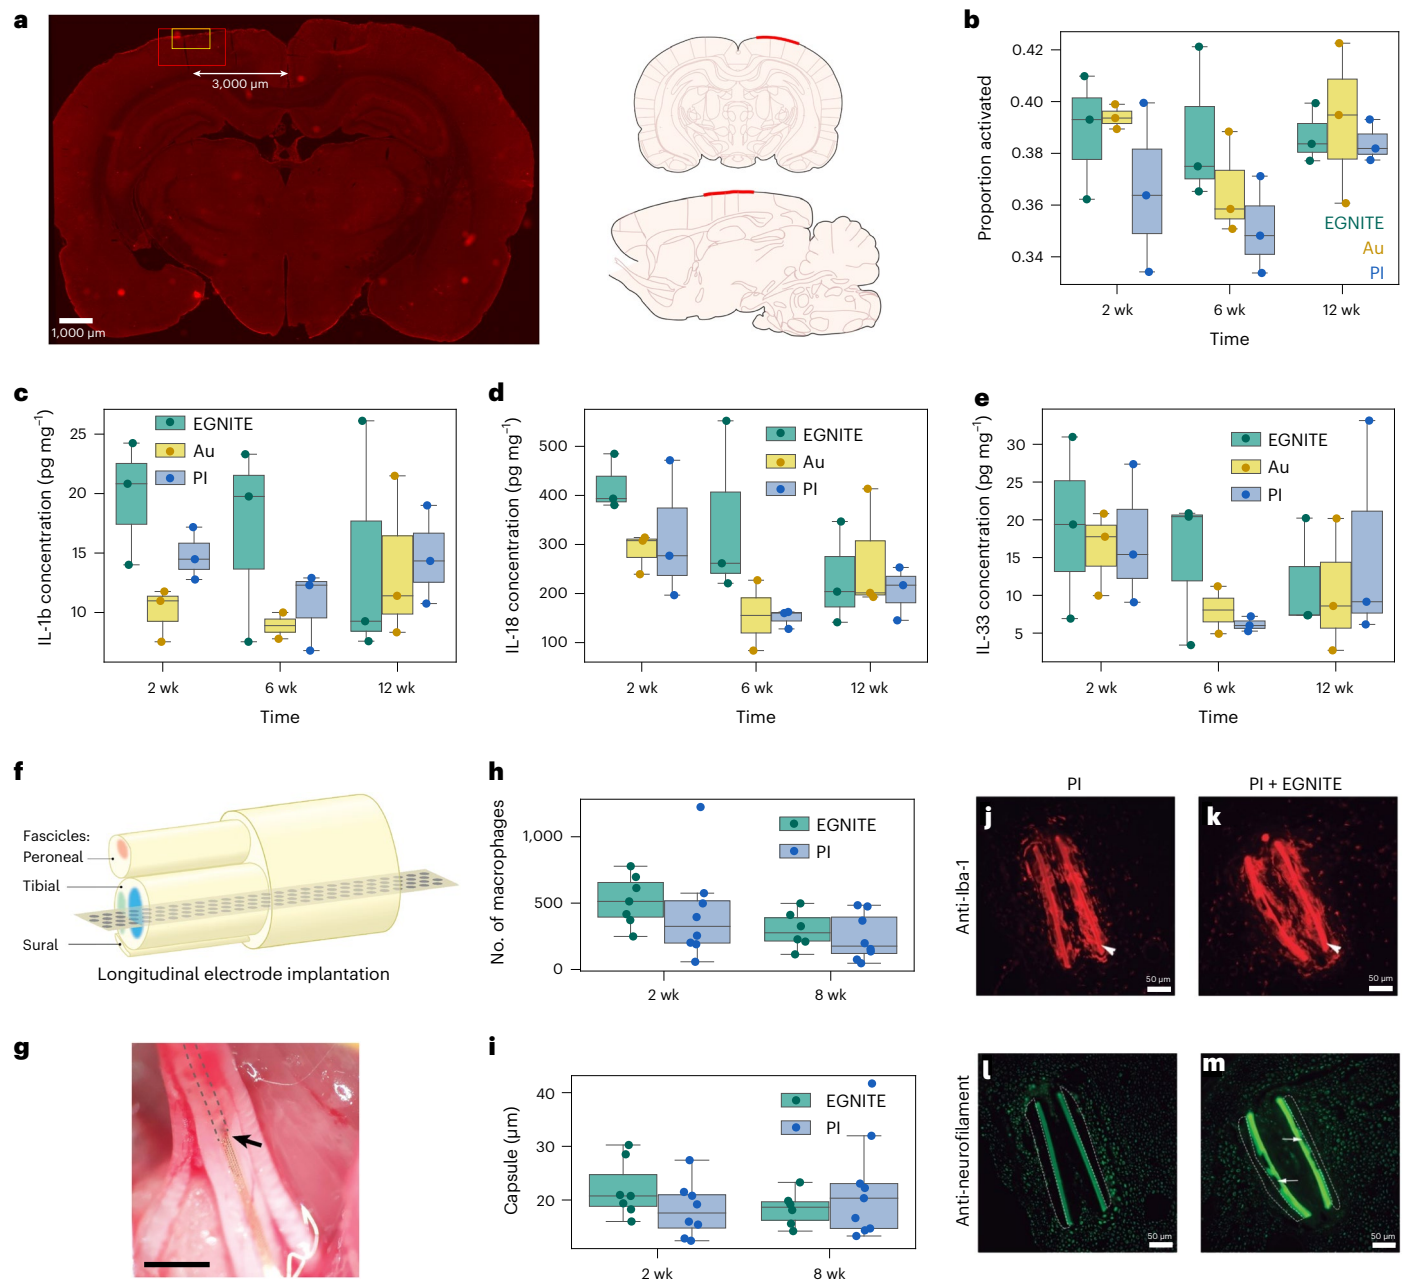 a
3,000 µm
1,000 µm
b
Proportion activated
0.42
0.40
0.38
0.36
0.34
EGNITE
Au
PI
2 wk
6 wk
12 wk
Time
c
IL-1b concentration (pg mg⁻¹)
25
20
15
10
EGNITE
Au
PI
2 wk
6 wk
12 wk
Time
d
IL-18 concentration (pg mg⁻¹)
500
400
300
200
100
EGNITE
Au
PI
2 wk
6 wk
12 wk
Time
e
IL-33 concentration (pg mg⁻¹)
30
25
20
15
10
5
EGNITE
Au
PI
2 wk
6 wk
12 wk
Time
f
Fascicles:
Peroneal
Tibial
Sural
Longitudinal electrode implantation
g
h
No. of macrophages
1,000
500
0
EGNITE
PI
2 wk
8 wk
i
Capsule (µm)
40
30
20
EGNITE
PI
2 wk
8 wk
PI
PI + EGNITE
Anti-Iba-1
j
50 µm
k
50 µm
Anti-neurofilament
l
50 µm
m
50 µm